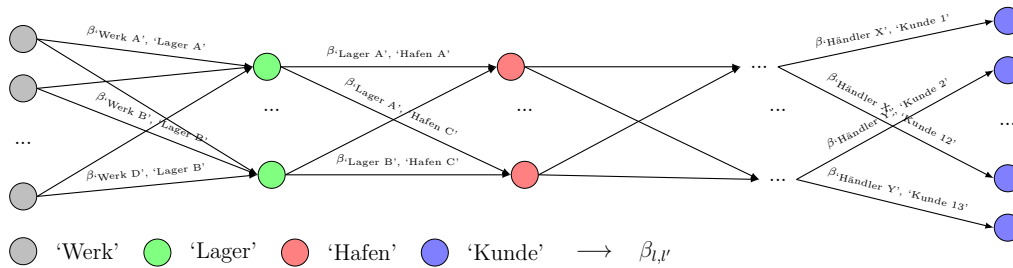 β‘Werk A’, ‘Lager A’
β‘Lager A’, ‘Hafen A’
β‘Händler X’, ‘Kunde 1’
...
β‘Werk B’, ‘Lager B’
β‘Lager A’, ‘Hafen C’
β‘Händler X’, ‘Kunde 12’
β‘Händler Y’, ‘Kunde 2’
...
...
...
...
...
β‘Werk D’, ‘Lager B’
β‘Lager B’, ‘Hafen C’
...
β‘Händler Y’, ‘Kunde 13’
‘Werk’ ‘Lager’ ‘Hafen’ ‘Kunde’ → βl,l′